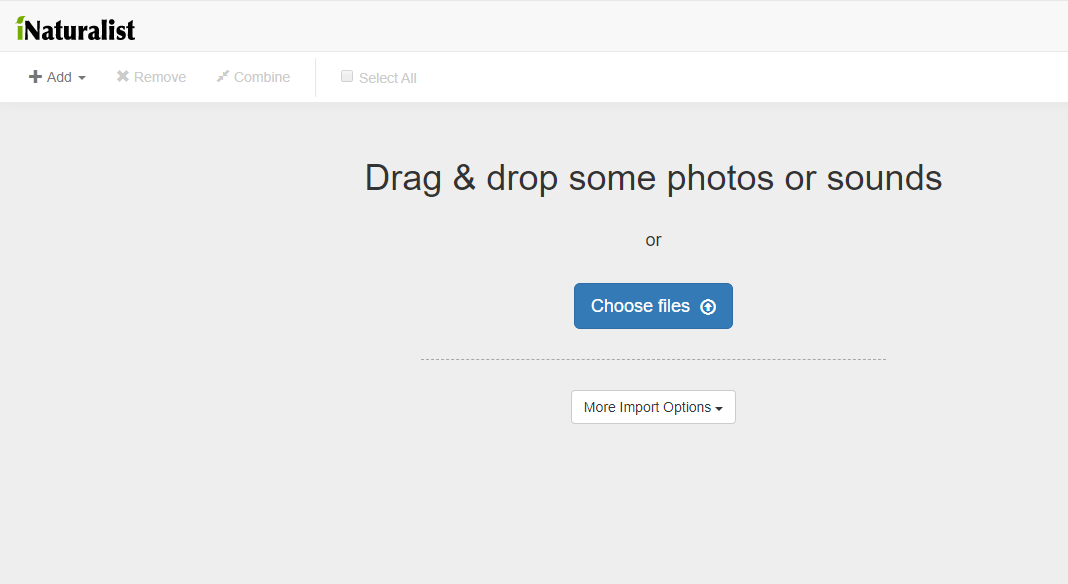 iNaturalist
Add Remove Combine Select All
Drag & drop some photos or sounds
or
Choose files
More Import Options